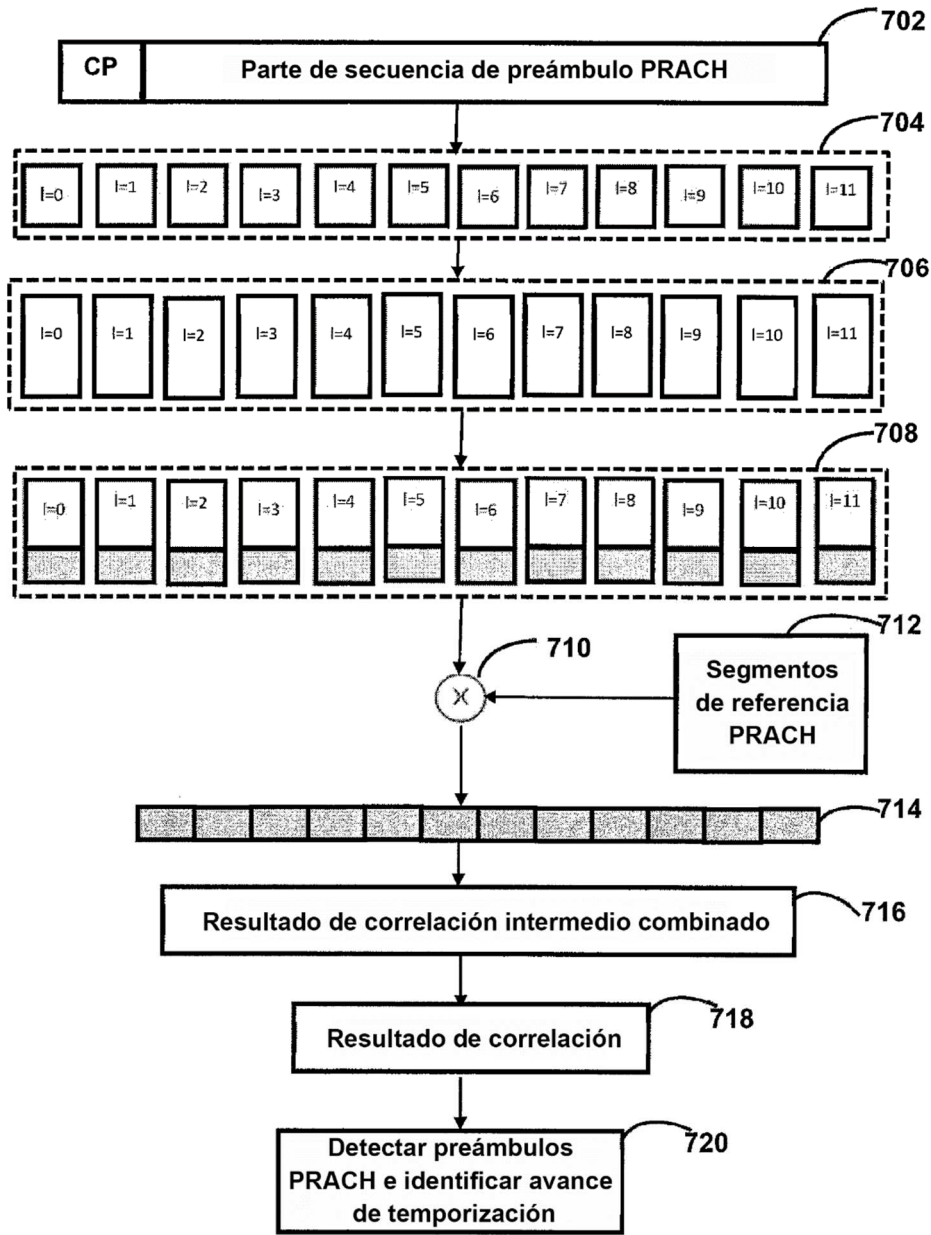 702
CP Parte de secuencia de preámbulo PRACH
704
l=0 l=1 l=2 l=3 l=4 l=5 l=6 l=7 l=8 l=9 l=10 l=11
706
l=0 l=1 l=2 l=3 l=4 l=5 l=6 l=7 l=8 l=9 l=10 l=11
708
l=0 l=1 l=2 l=3 l=4 l=5 l=6 l=7 l=8 l=9 l=10 l=11
712
710
X
Segmentos
de referencia
PRACH
714
Resultado de correlación intermedio combinado
716
Resultado de correlación
718
Detectar preámbulos
PRACH e identificar avance
de temporización
720